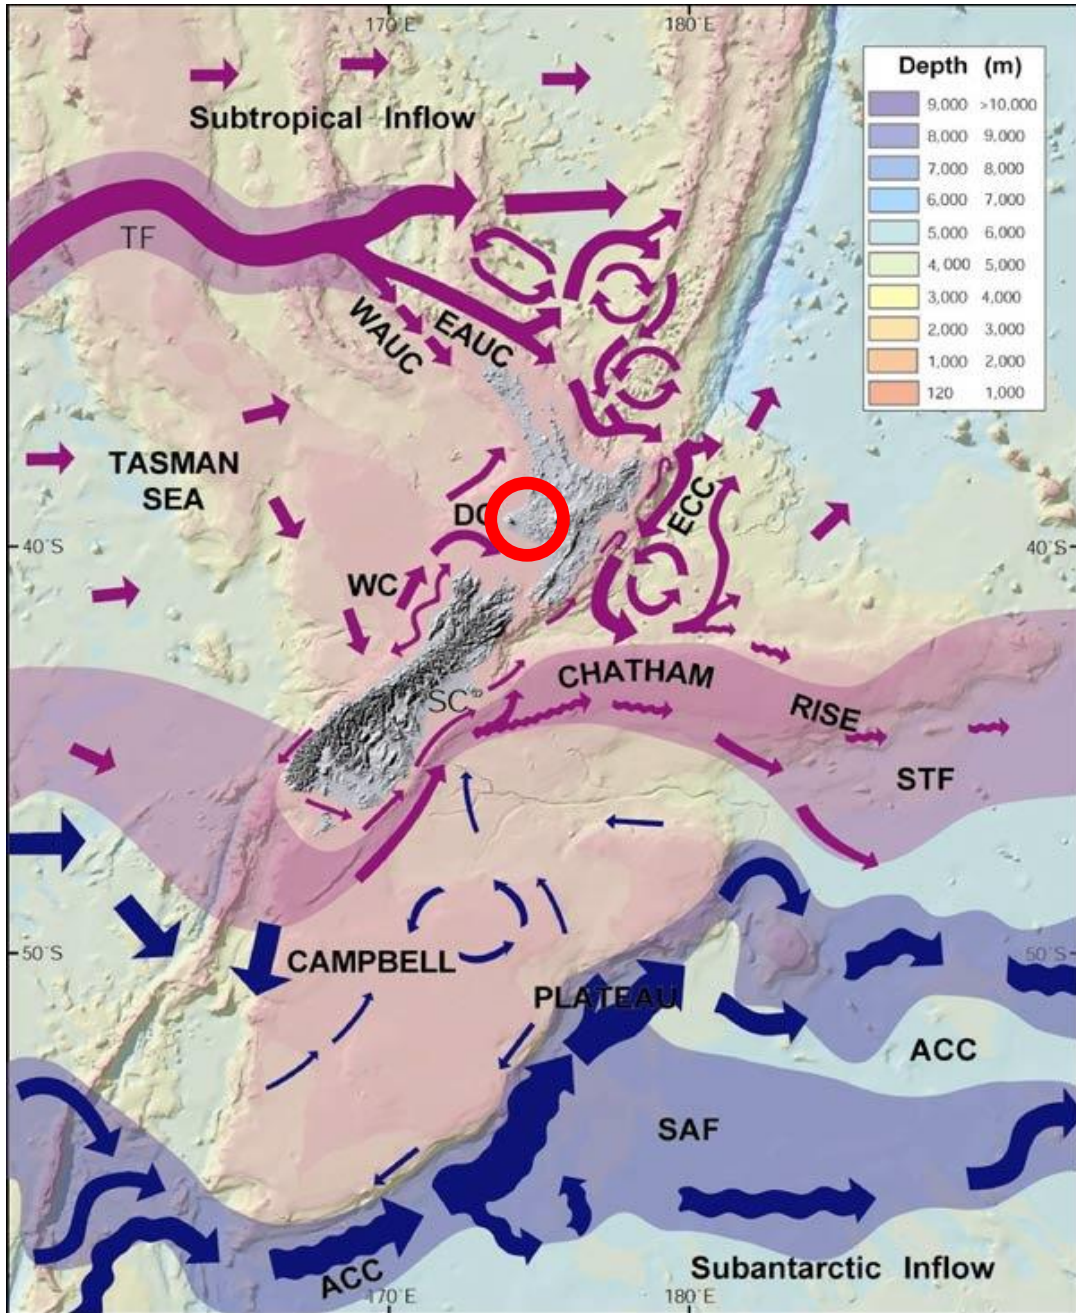 170°E 180°E
Depth (m)
9,000 >10.000
8,000 9,000
7,000 8,000
6,000 7,000
5,000 6,000
4,000 5,000
3,000 4,000
2,000 3,000
1,000 2,000
120 1,000
Subtropical Inflow
TF
WAUC
EAUC
TASMAN
SEA
ECC
40°S 40°S
WC
CHATHAM
RISE
SC
STF
CAMPBELL
50°S 50°S
PLATEAU
ACC
SAF
ACC
Subantarctic Inflow
170°E 180°E